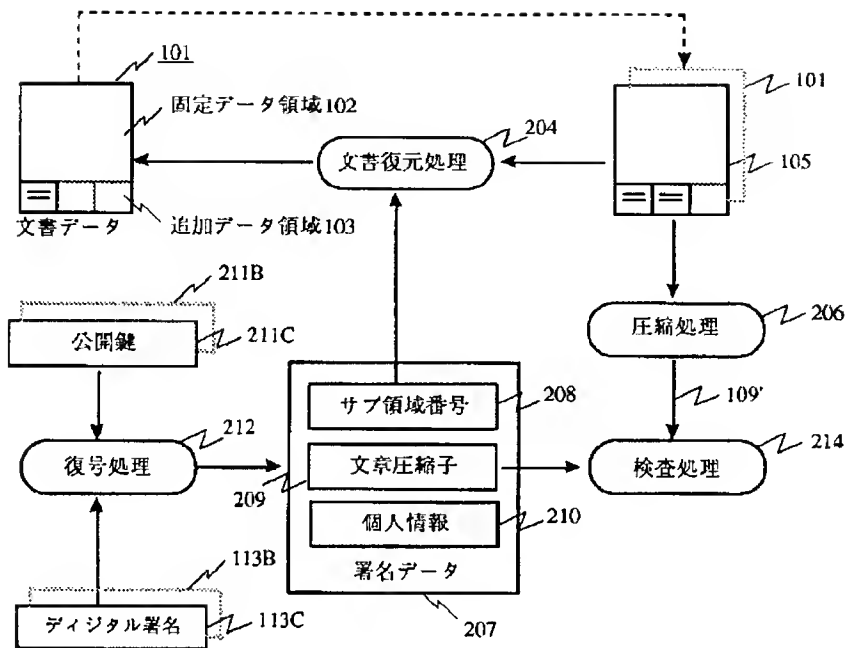 101
固定データ領域102
追加データ領域103
文書データ
204
文書復元処理
101
105
211B
公開鍵
211C
圧縮処理
206
サブ領域番号
208
109'
212
復号処理
文章圧縮子
209
検査処理
214
個人情報
210
署名データ
207
113B
ディジタル署名
113C